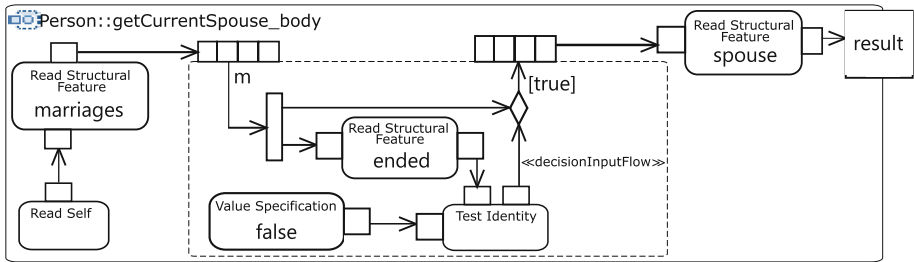 Person::getCurrentSpouse_body
Read Structural
Feature
marriages
Read Self
m
Read Structural
Feature
ended
Value Specification
false
Test Identity
≪decisionInputFlow≫
[true]
Read Structural
Feature
spouse
result